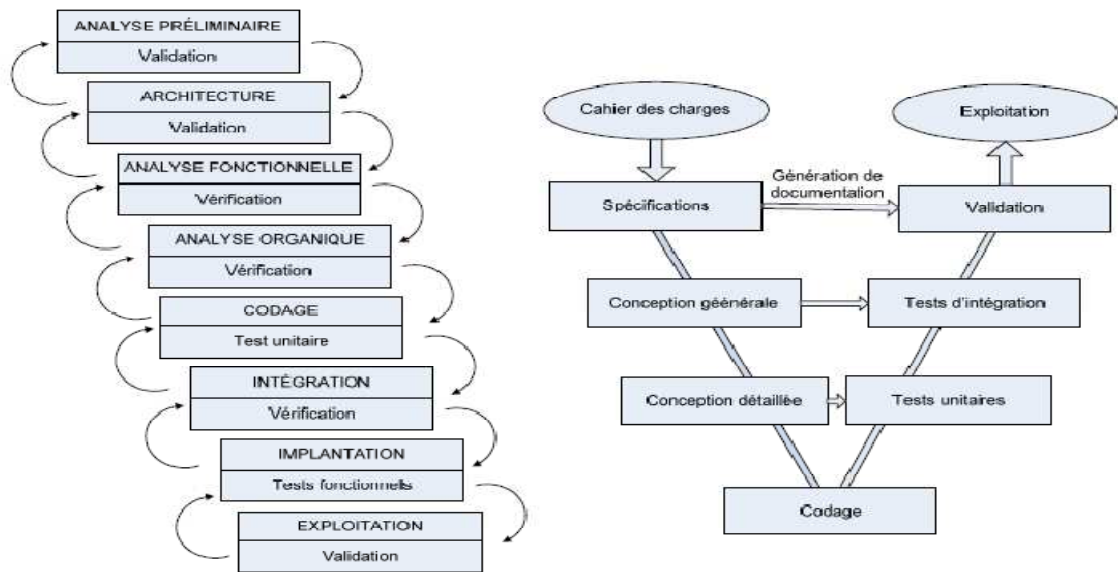 ANALYSE PRÉLIMINAIRE
Validation
ARCHITECTURE
Validation
ANALYSE FONCTIONNELLE
Vérification
ANALYSE ORGANIQUE
Vérification
CODAGE
Test unitaire
INTÉGRATION
Vérification
IMPLANTATION
Tests fonctionnels
EXPLOITATION
Validation
Cahier des charges
Exploitation
Génération de
documentation
Spécifications
Validation
Conception géénérale
Tests d'intégration
Conception détaillée
Tests unitaires
Codage